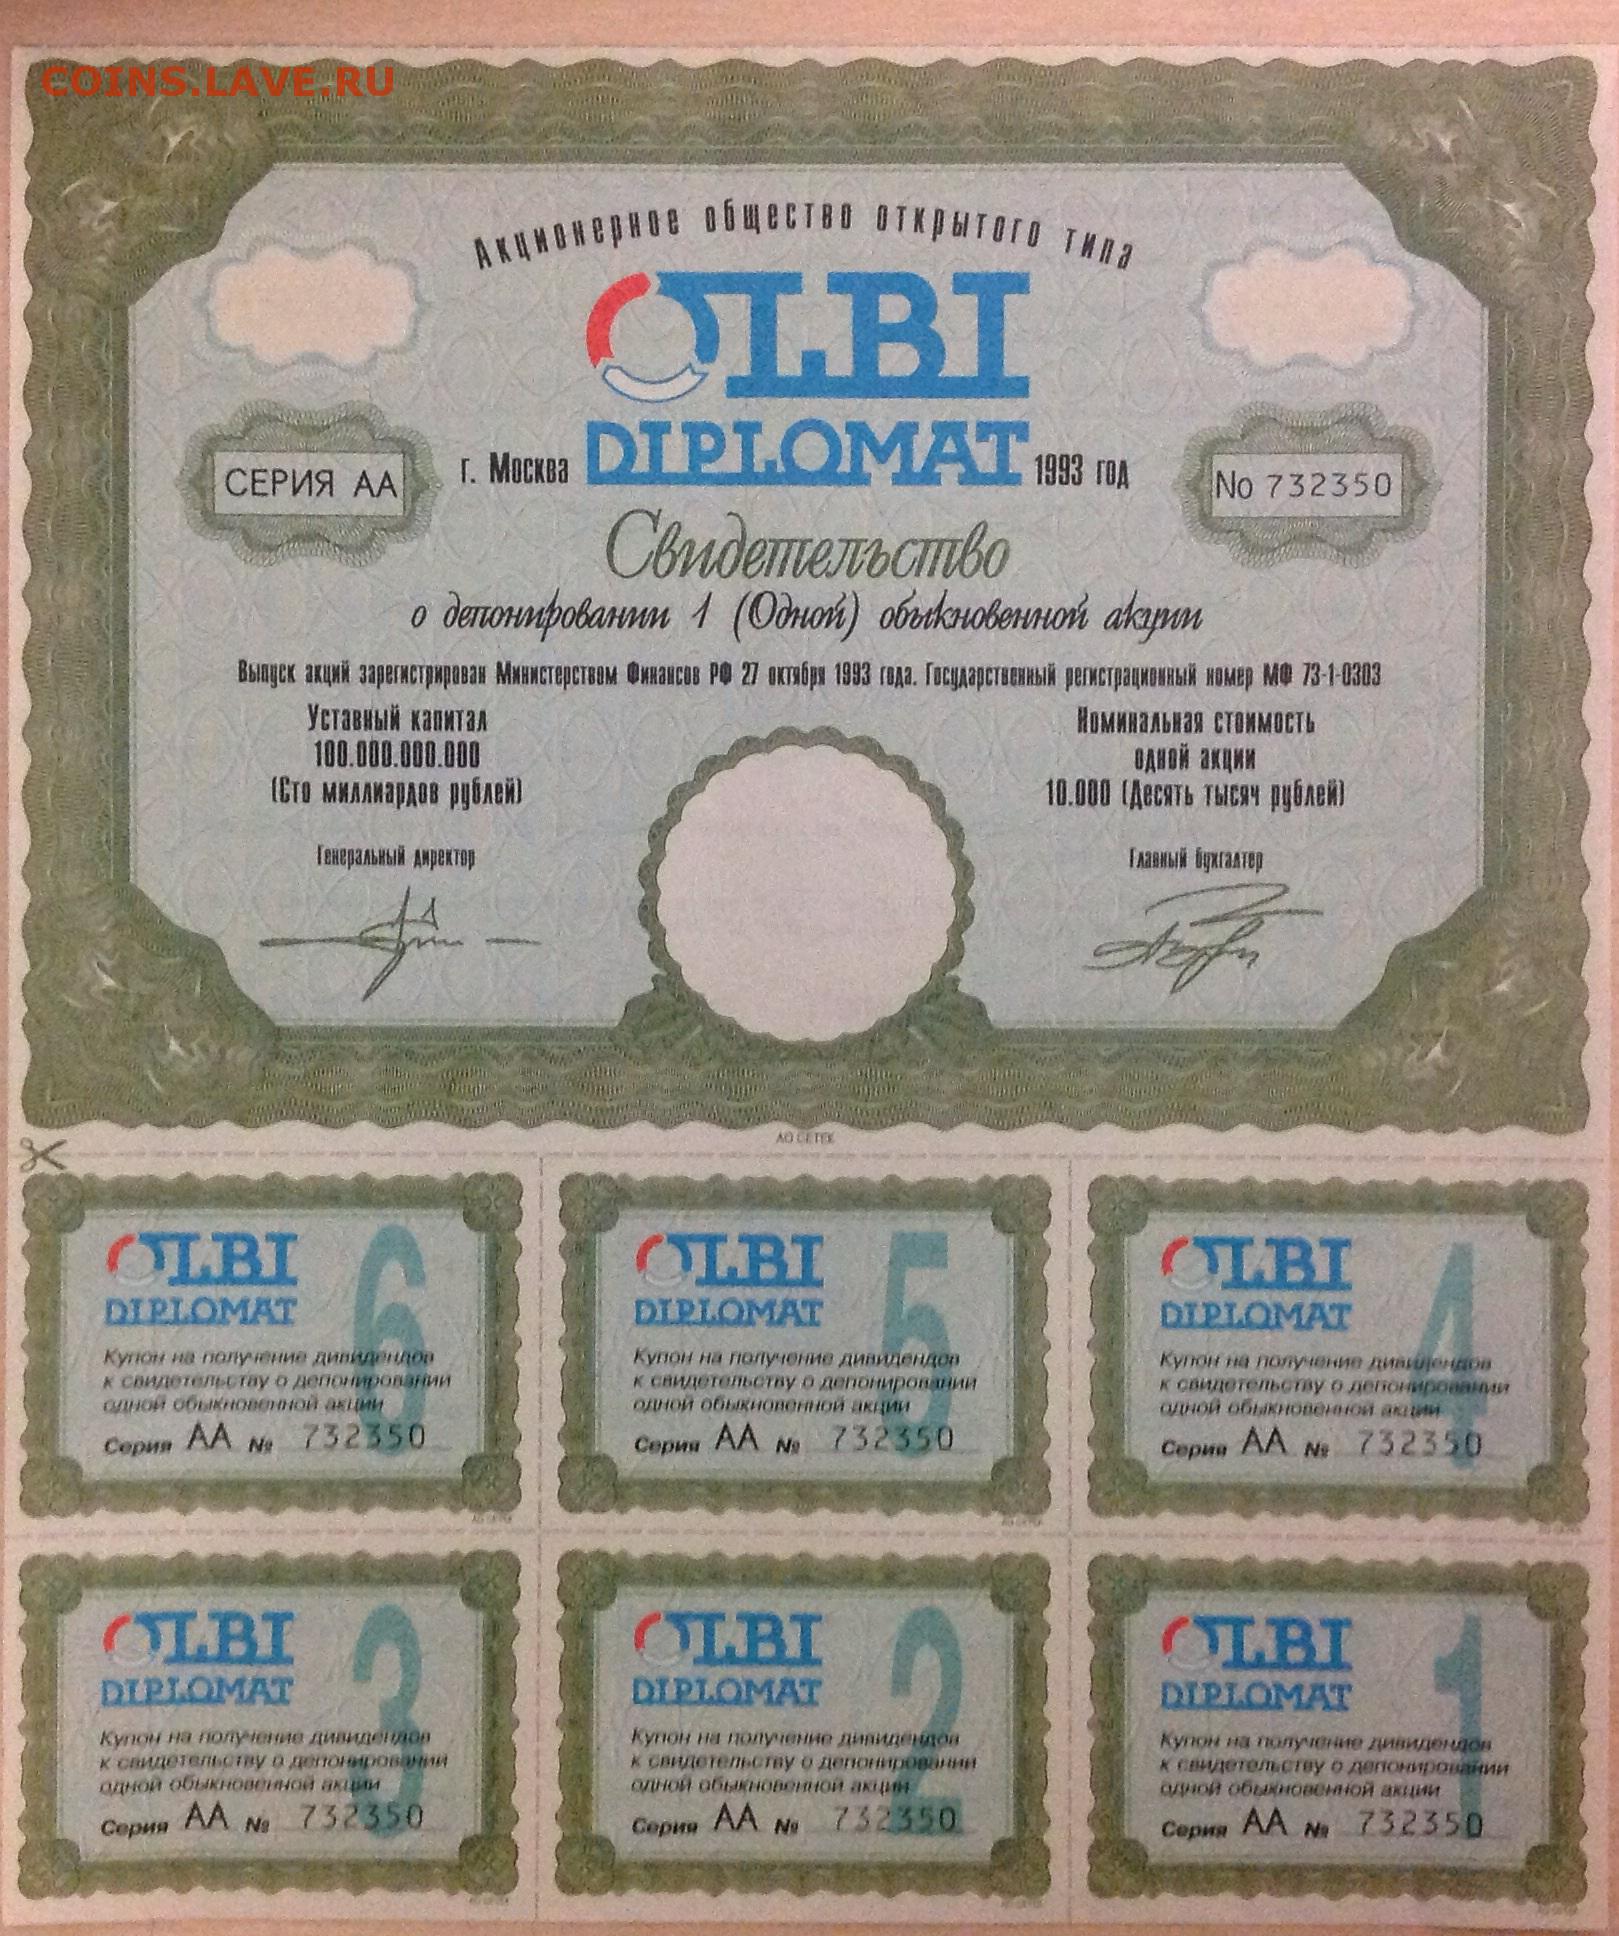 COINS.LAVE.RU
Акционерное общество открытого типа
OLBI
DIPLOMAT
г. Москва
1993 год
СЕРИЯ АА
No 732350
Свидетельство
о депонировании 1 (Одной) обыкновенной акции
Выпуск акций зарегистрирован Министерством Финансов РФ 27 октября 1993 года. Государственный регистрационный номер МФ 73-1-0303
Уставный капитал
100.000.000.000
(Сто миллиардов рублей)
Номинальная стоимость
одной акции
10.000 (Десять тысяч рублей)
Генеральный директор
Главный бухгалтер
АО СЕТЕК
OLBI
DIPLOMAT
6
Купон на получение дивидендов
к свидетельству о депонировании
одной обыкновенной акции
Серия АА № 732350
OLBI
DIPLOMAT
5
Купон на получение дивидендов
к свидетельству о депонировании
одной обыкновенной акции
Серия АА № 732350
OLBI
DIPLOMAT
4
Купон на получение дивидендов
к свидетельству о депонировании
одной обыкновенной акции
Серия АА № 732350
OLBI
DIPLOMAT
3
Купон на получение дивидендов
к свидетельству о депонировании
одной обыкновенной акции
Серия АА № 732350
OLBI
DIPLOMAT
2
Купон на получение дивидендов
к свидетельству о депонировании
одной обыкновенной акции
Серия АА № 732350
OLBI
DIPLOMAT
1
Купон на получение дивидендов
к свидетельству о депонировании
одной обыкновенной акции
Серия АА № 732350